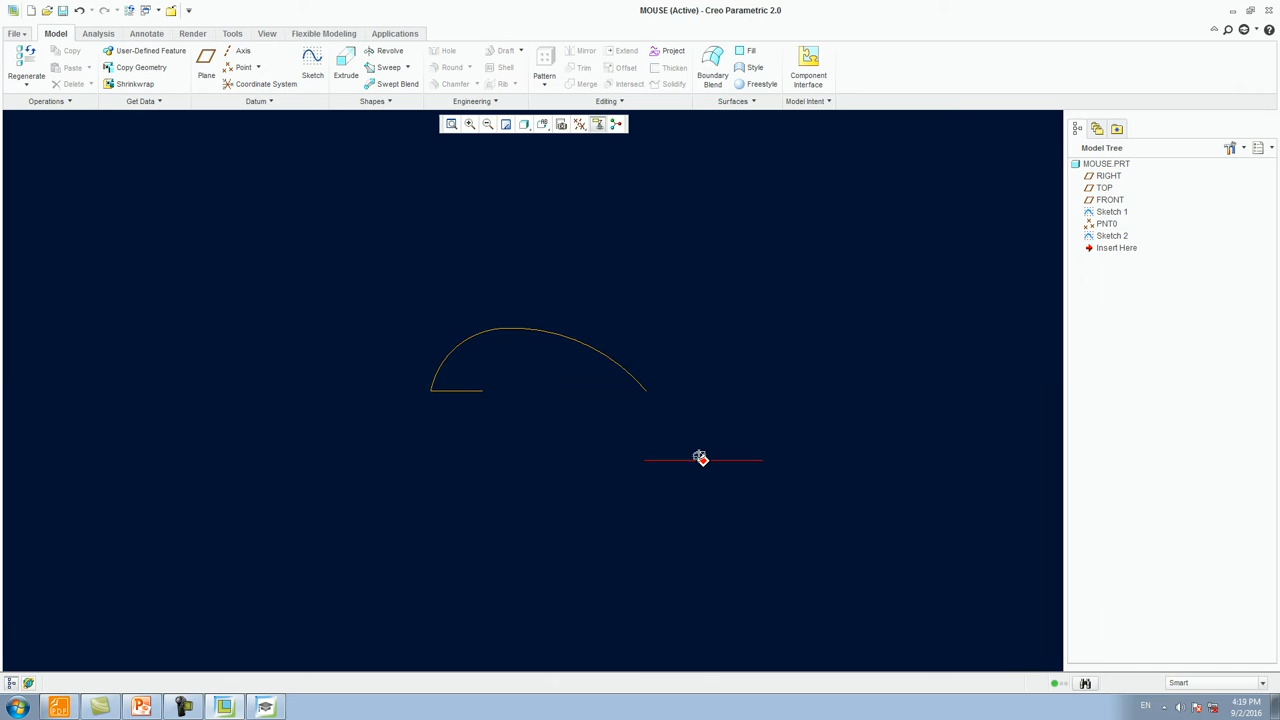 MOUSE (Active) - Creo Parametric 2.0
File
Model
Analysis
Annotate
Render
Tools
View
Flexible Modeling
Applications
Regenerate
Copy
Paste
Delete
User-Defined Feature
Copy Geometry
Shrinkwrap
Plane
Axis
Point
Coordinate System
Sketch
Extrude
Revolve
Sweep
Swept Blend
Hole
Round
Chamfer
Draft
Shell
Rib
Pattern
Mirror
Trim
Merge
Extend
Offset
Intersect
Project
Thicken
Solidify
Boundary
Blend
Fill
Style
Freestyle
Component
Interface
Operations
Get Data
Datum
Shapes
Engineering
Editing
Surfaces
Model Intent
Model Tree
MOUSE.PRT
RIGHT
TOP
FRONT
Sketch 1
PNT0
Sketch 2
Insert Here
Smart
EN
4:19 PM
9/2/2016